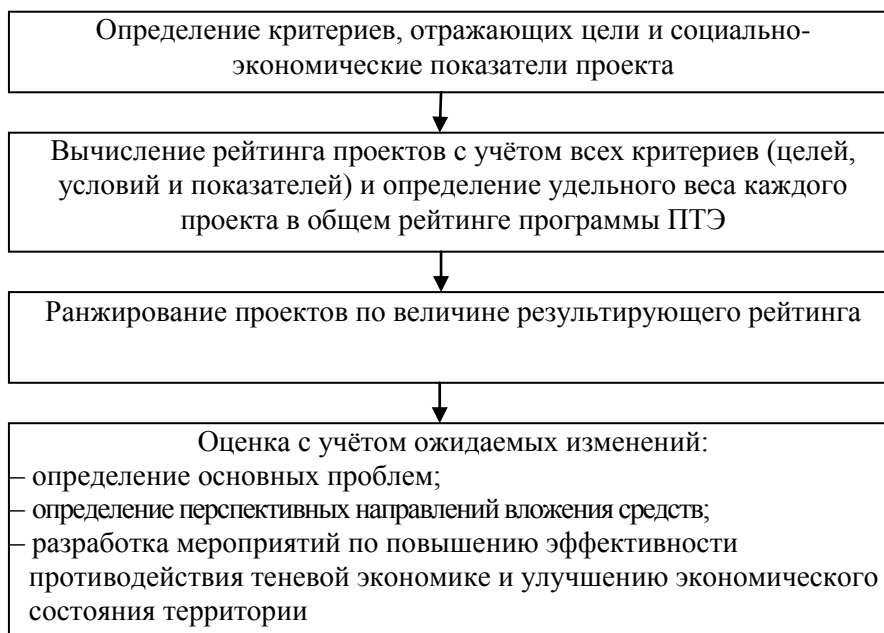 Определение критериев, отражающих цели и социально-
экономические показатели проекта
Вычисление рейтинга проектов с учётом всех критериев (целей,
условий и показателей) и определение удельного веса каждого
проекта в общем рейтинге программы ПТЭ
Ранжирование проектов по величине результирующего рейтинга
Оценка с учётом ожидаемых изменений:
– определение основных проблем;
– определение перспективных направлений вложения средств;
– разработка мероприятий по повышению эффективности
противодействия теневой экономике и улучшению экономического
состояния территории